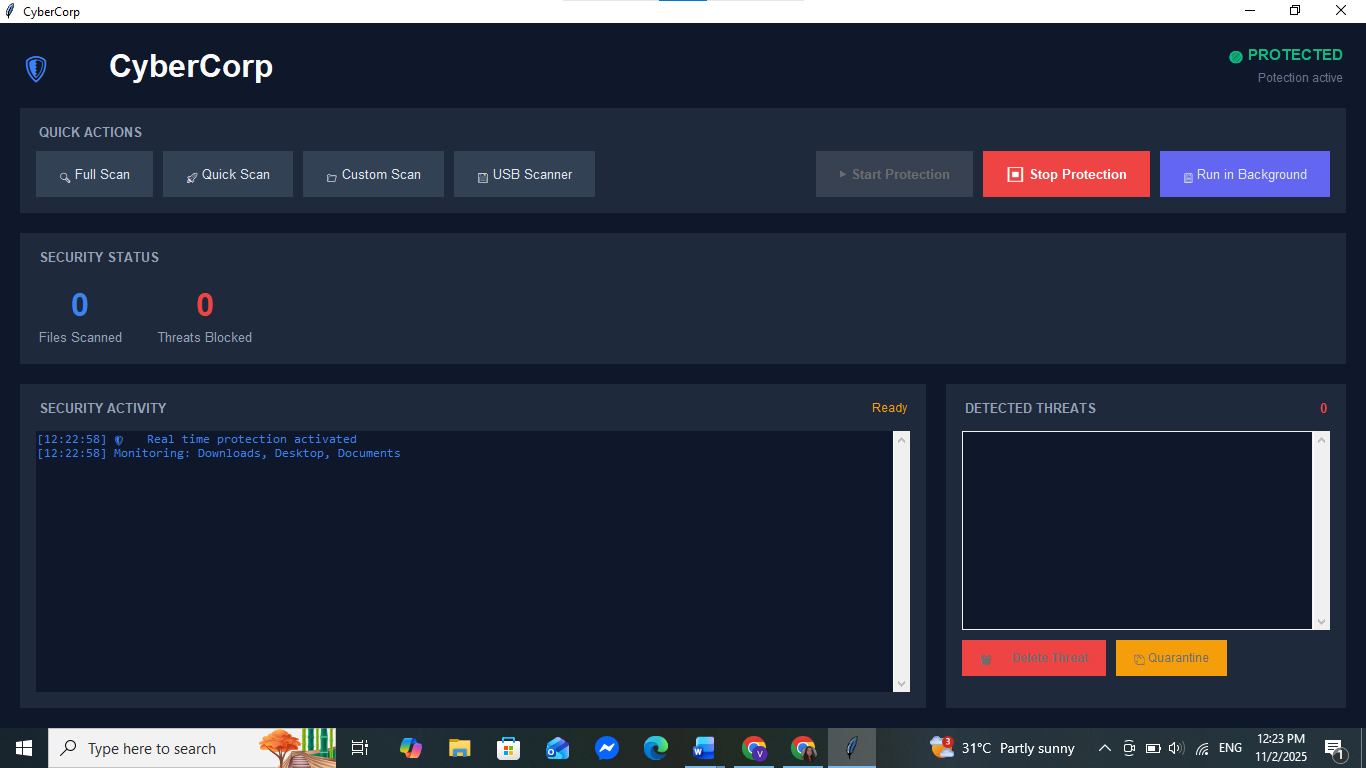 CyberCorp
CyberCorp
PROTECTED
Potection active
QUICK ACTIONS
Full Scan
Quick Scan
Custom Scan
USB Scanner
Start Protection
Stop Protection
Run in Background
SECURITY STATUS
0
0
Files Scanned
Threats Blocked
SECURITY ACTIVITY
Ready
[12:22:58] Real time protection activated
[12:22:58] Monitoring: Downloads, Desktop, Documents
DETECTED THREATS
0
Delete Threat
Quarantine
Type here to search
3
31°C Partly sunny
ENG
12:23 PM
11/2/2025
1